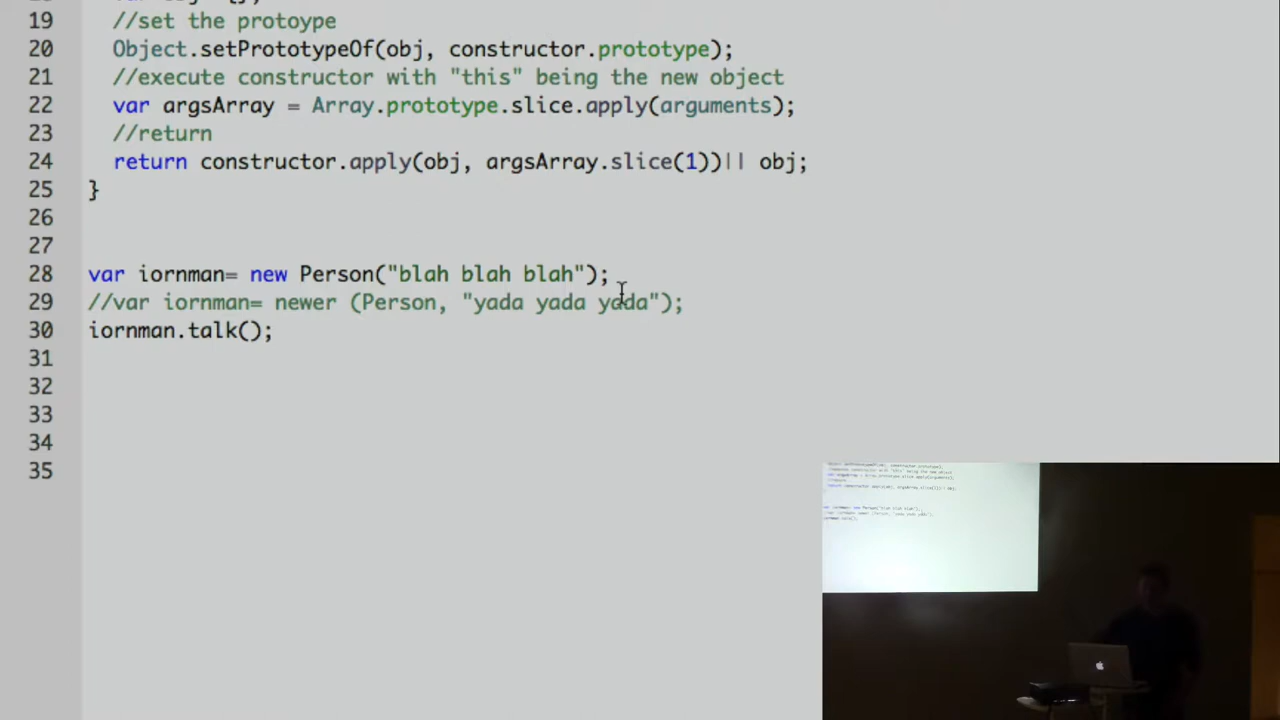 19 //set the protoype
20 Object.setPrototypeOf(obj, constructor.prototype);
21 //execute constructor with "this" being the new object
22 var argsArray = Array.prototype.slice.apply(arguments);
23 //return
24 return constructor.apply(obj, argsArray.slice(1))|| obj;
25 }
26
27
28 var iornman= new Person("blah blah blah");
29 //var iornman= newer (Person, "yada yada yada");
30 iornman.talk();
31
32
33
34
35